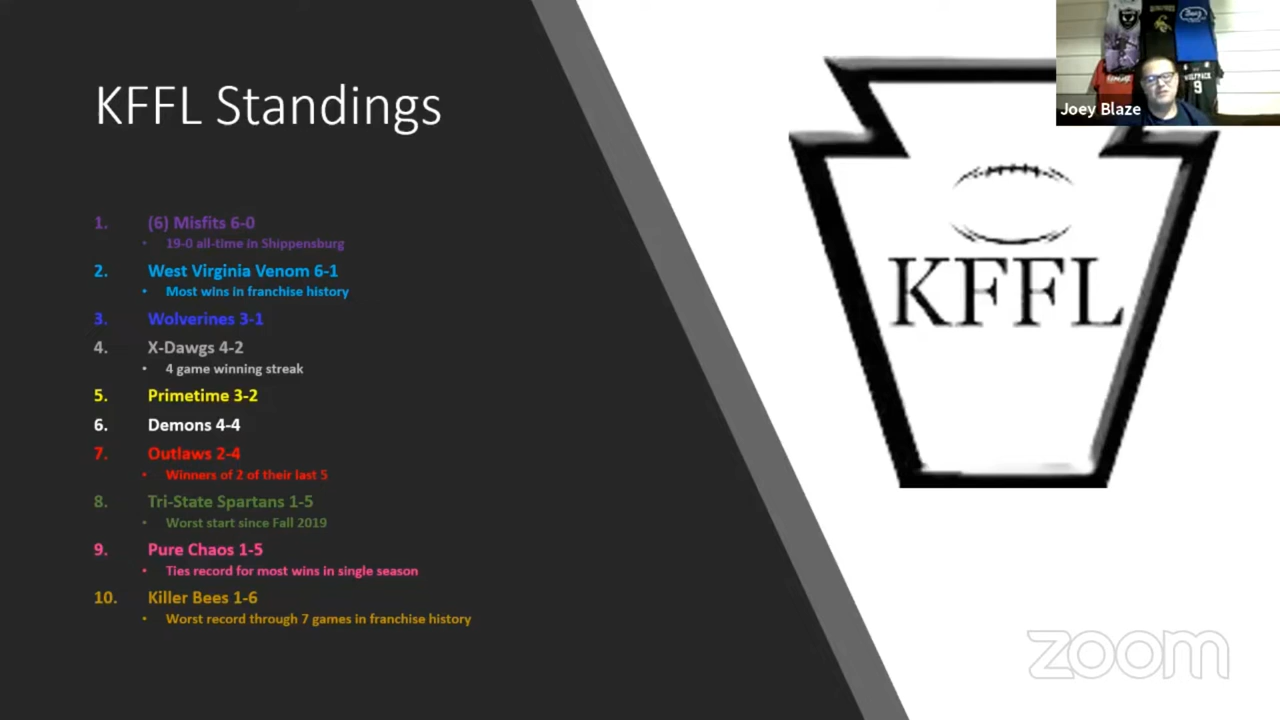 KFFL Standings
1. (6) Misfits 6-0
• 19-0 all-time in Shippensburg
2. West Virginia Venom 6-1
• Most wins in franchise history
3. Wolverines 3-1
4. X-Dawgs 4-2
• 4 game winning streak
5. Primetime 3-2
6. Demons 4-4
7. Outlaws 2-4
• Winners of 2 of their last 5
8. Tri-State Spartans 1-5
• Worst start since Fall 2019
9. Pure Chaos 1-5
• Ties record for most wins in single season
10. Killer Bees 1-6
• Worst record through 7 games in franchise history
KFFL
Joey Blaze
9
zoom